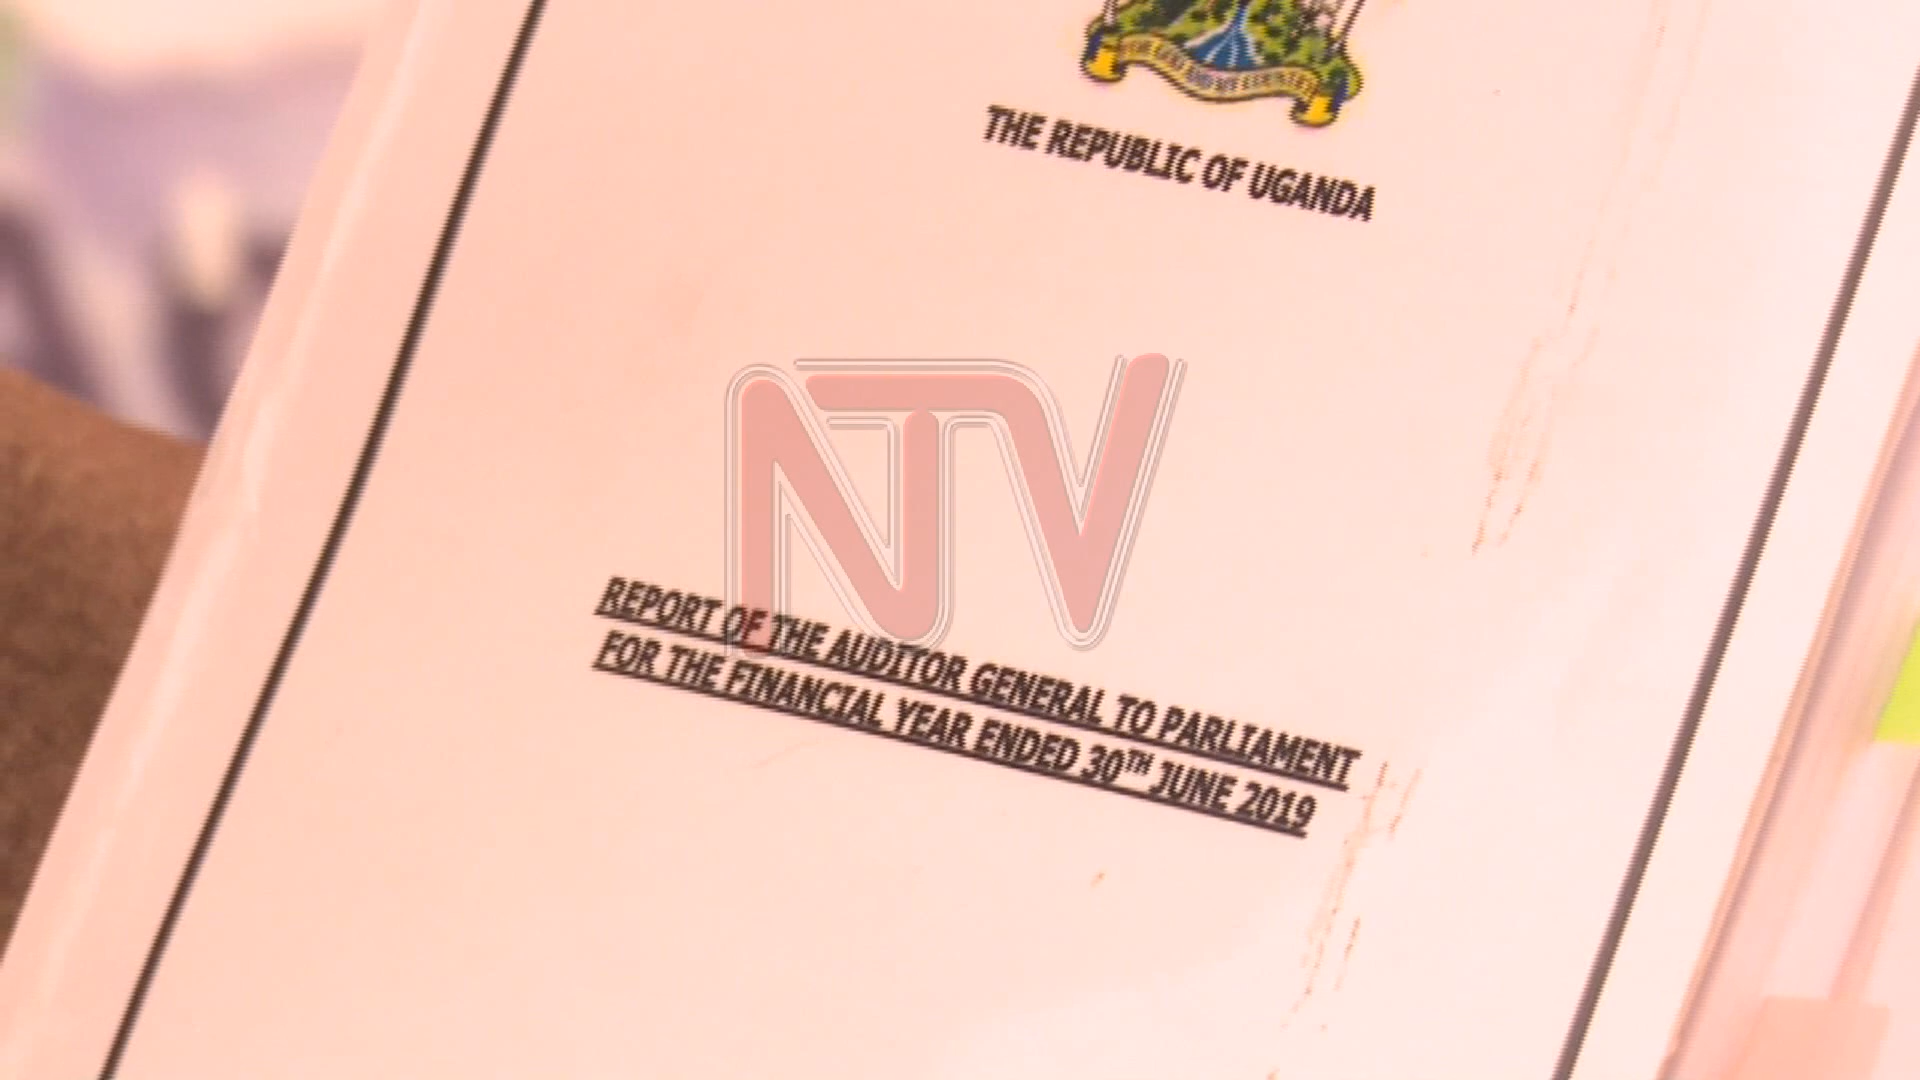 THE REPUBLIC OF UGANDA
NTV
REPORT OF THE AUDITOR GENERAL TO PARLIAMENT
FOR THE FINANCIAL YEAR ENDED 30TH JUNE 2019